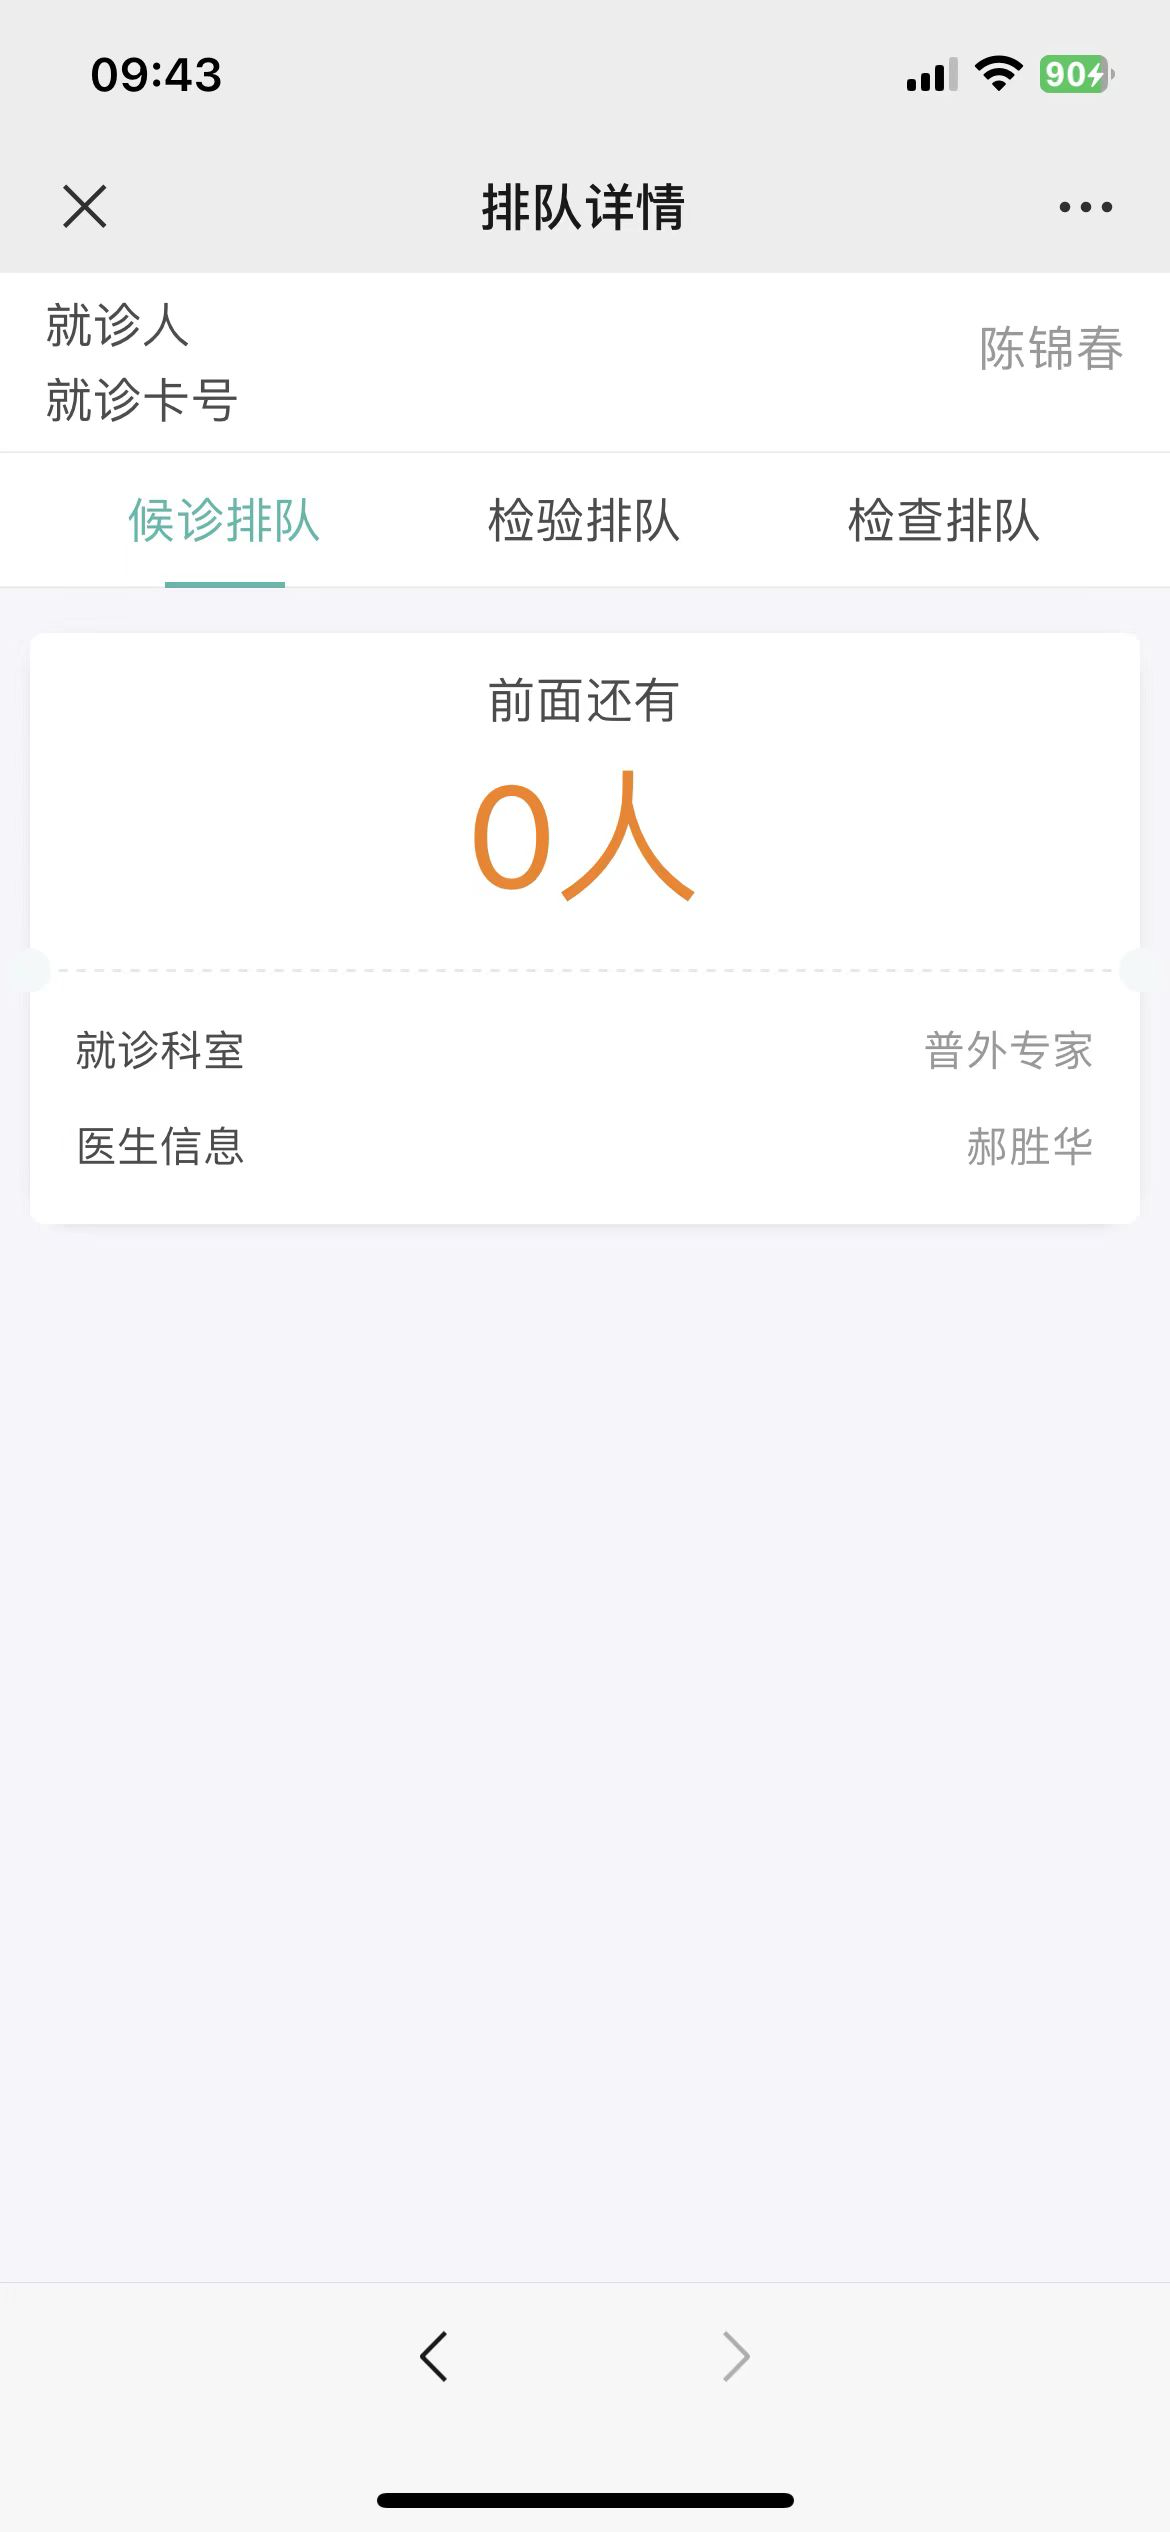 09:43
90
排队详情
就诊人
陈锦春
就诊卡号
候诊排队 检验排队 检查排队
前面还有
0人
就诊科室 普外专家
医生信息 郝胜华